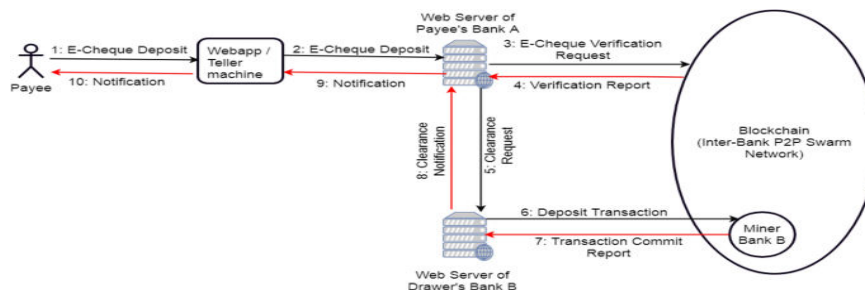 Web Server of
Payee's Bank A
1: E-Cheque Deposit
Webapp /
Teller
machine
2: E-Cheque Deposit
3: E-Cheque Verification
Request
10: Notification
9: Notification
4: Verification Report
Payee
8: Clearance
Notification
5: Clearance
Request
Blockchain
(Inter-Bank P2P Swarm
Network)
6: Deposit Transaction
7: Transaction Commit
Report
Miner
Bank B
Web Server of
Drawer's Bank B